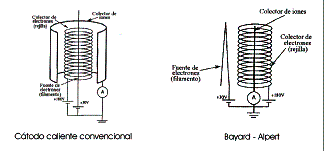 Colector de
electrones
(rejilla)
Colector de
iones
Fuente de
electrones
(filamento)
A
+180V
+30V
Cátodo caliente convencional
Colector de iones
Colector de
electrones
(rejilla)
Fuente de
electrones
(filamento)
+30V
A
+180V
Bayard - Alpert